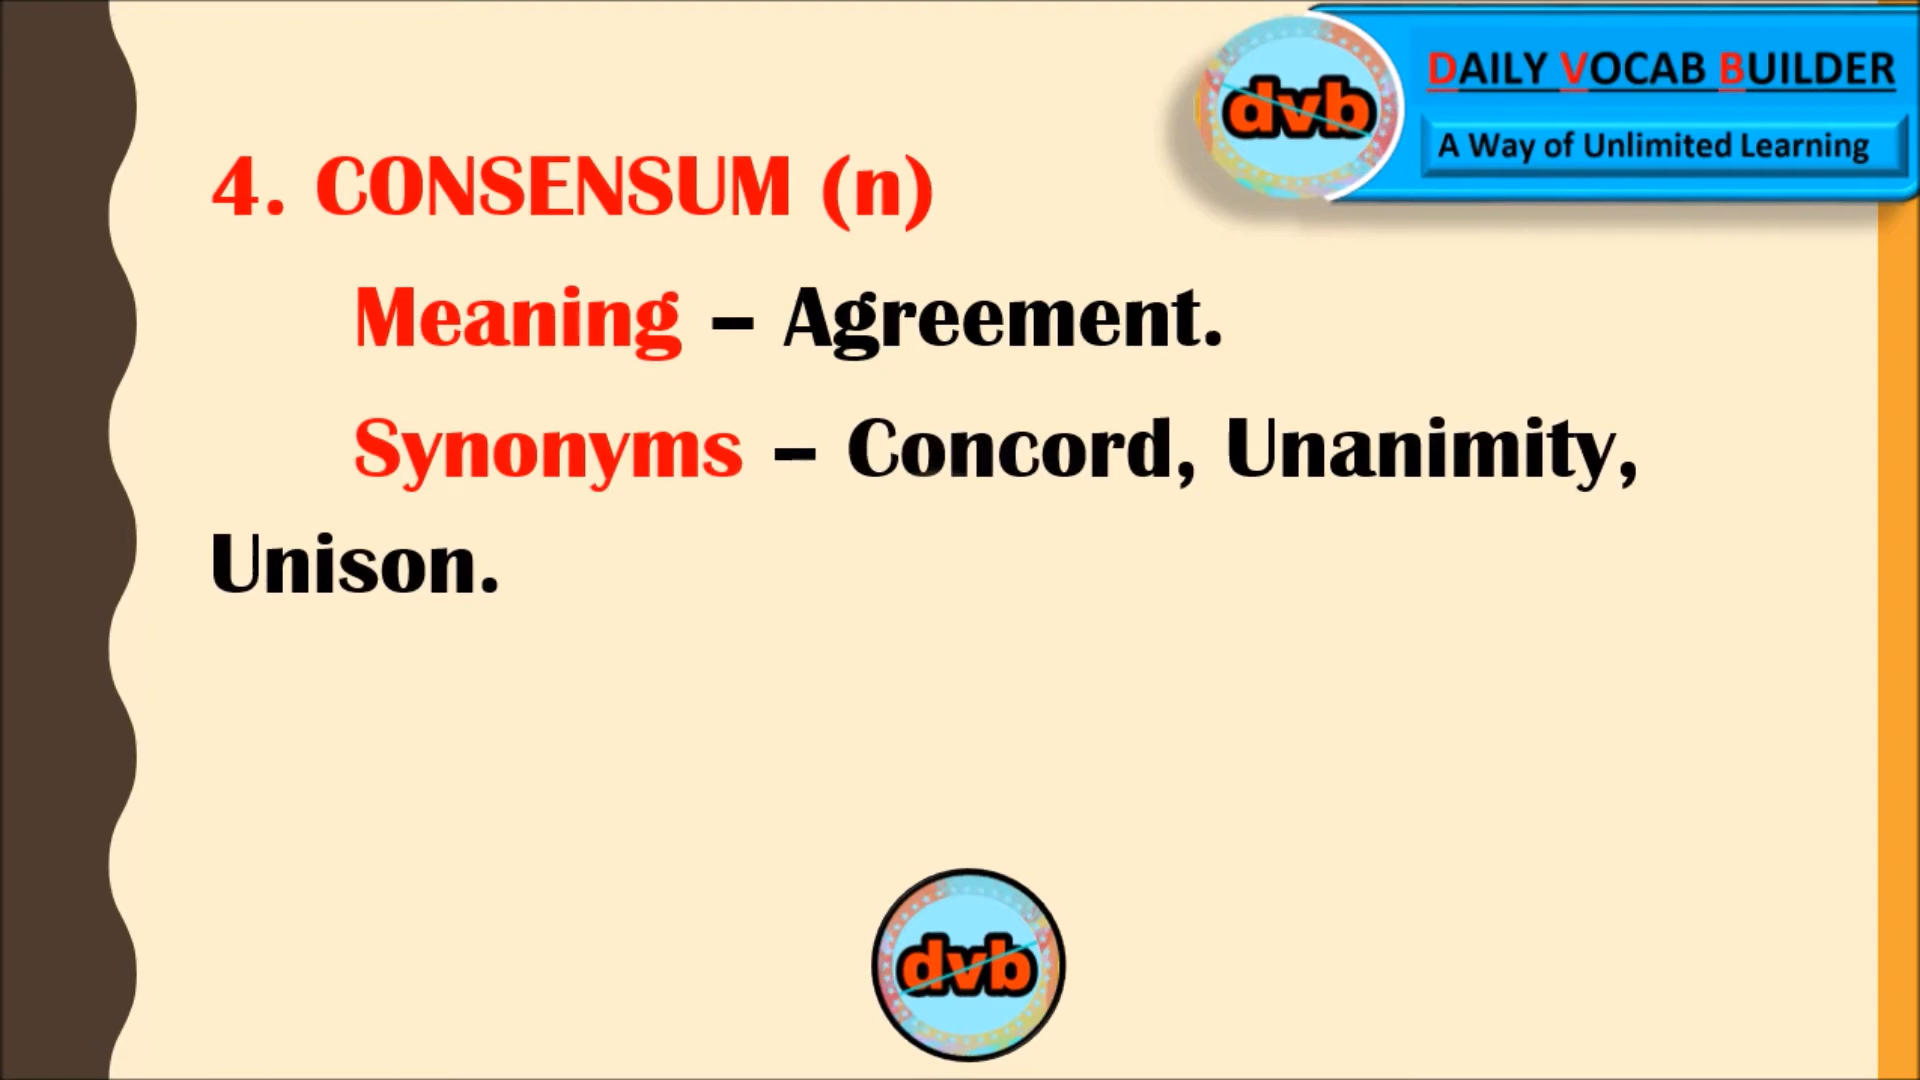 DAILY VOCAB BUILDER
dvb
A Way of Unlimited Learning
4. CONSENSUM (n)
Meaning – Agreement.
Synonyms – Concord, Unanimity,
Unison.
dvb